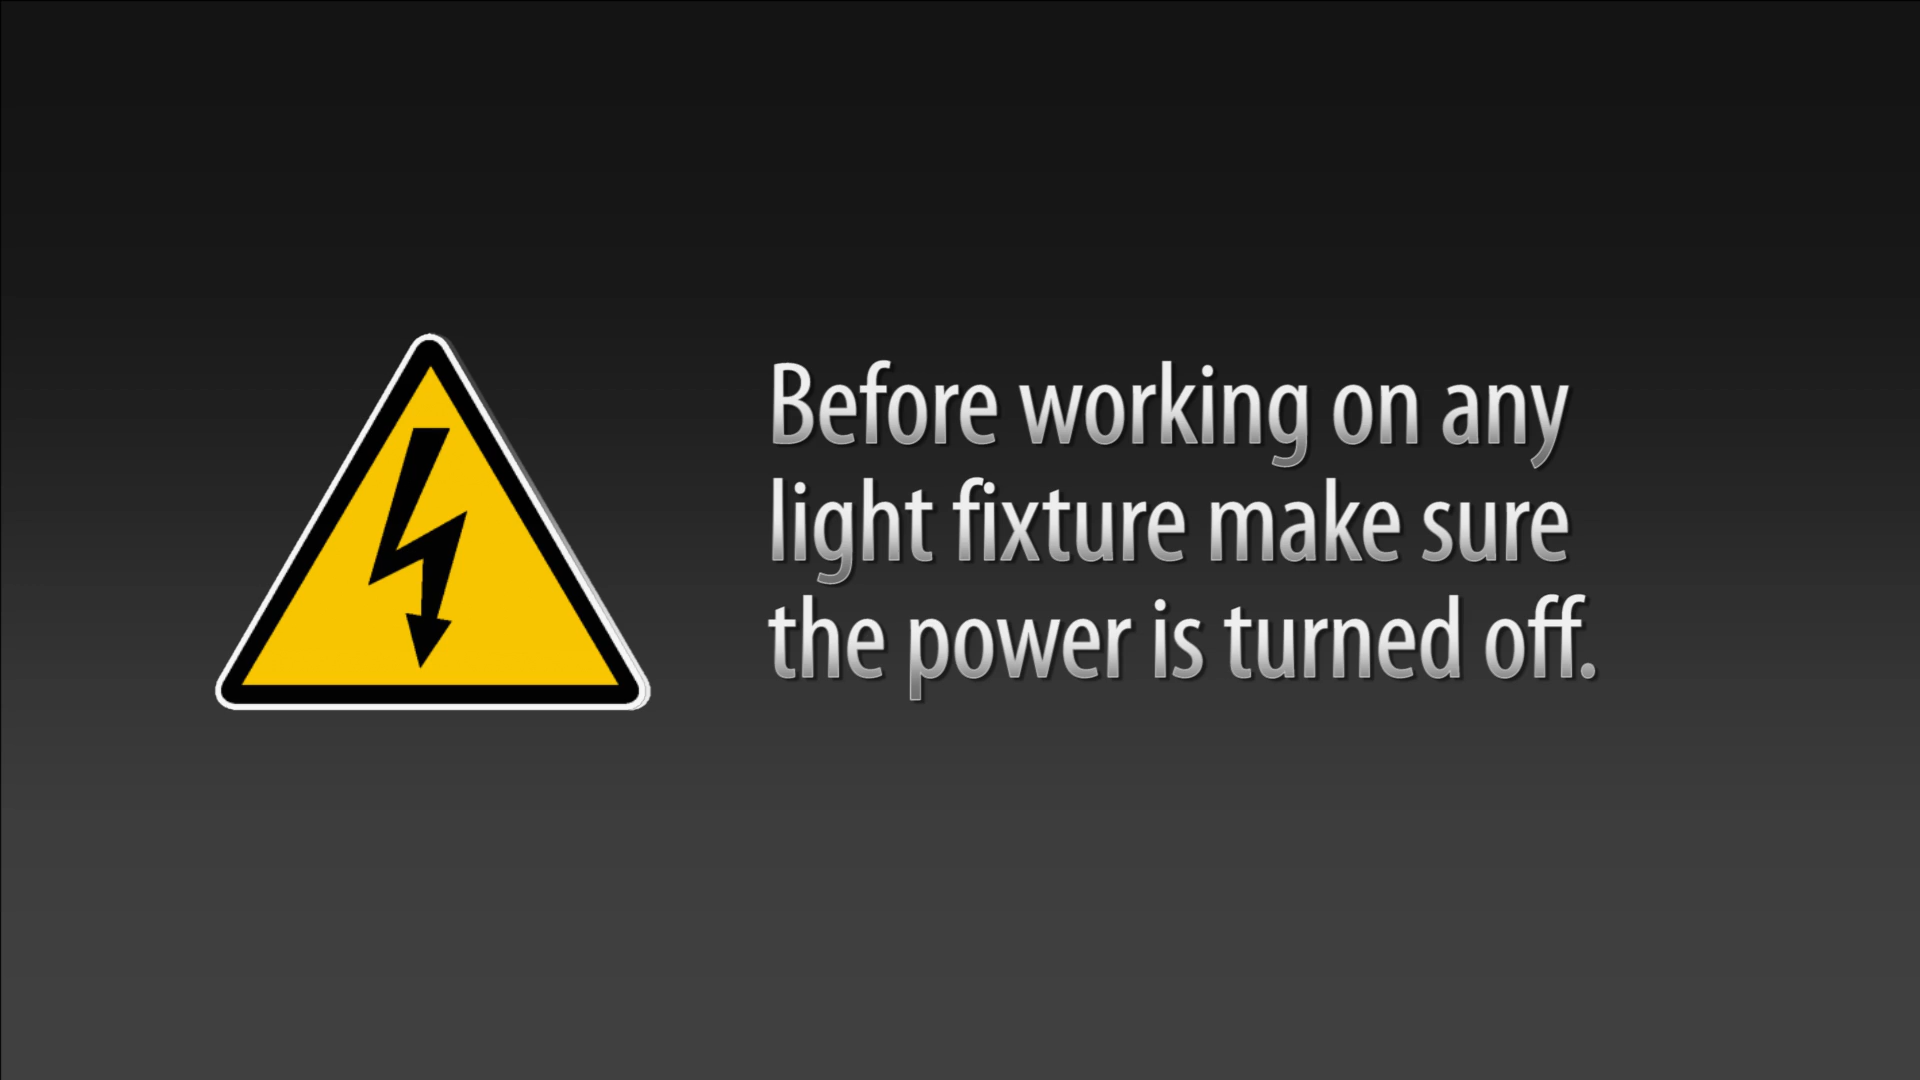 Before working on any
light fixture make sure
the power is turned off.